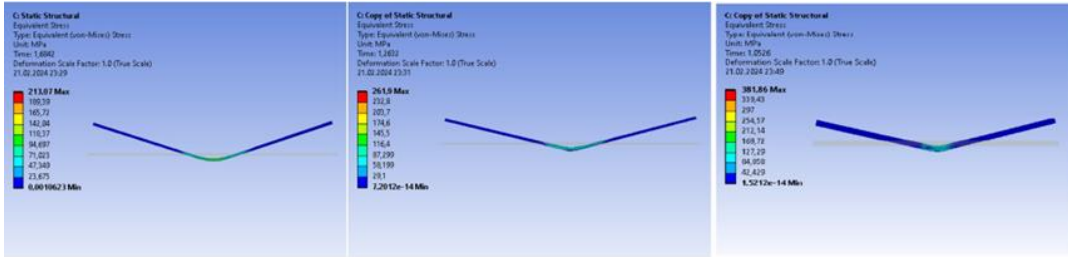 C: Static Structural
Equivalent Stress
Type: Equivalent (von-Mises) Stress
Unit: MPa
Time: 1,6842
Deformation Scale Factor: 1.0 (True Scale)
21.02.2024 23:29
213,07 Max
189,39
165,72
142,04
118,37
94,697
71,023
47,349
23,675
0,0010623 Min
C: Copy of Static Structural
Equivalent Stress
Type: Equivalent (von-Mises) Stress
Unit: MPa
Time: 1,2632
Deformation Scale Factor: 1.0 (True Scale)
21.02.2024 23:31
261,9 Max
232,8
203,7
174,6
145,5
116,4
87,299
58,199
29,1
7,2012e-14 Min
C: Copy of Static Structural
Equivalent Stress
Type: Equivalent (von-Mises) Stress
Unit: MPa
Time: 1,0526
Deformation Scale Factor: 1.0 (True Scale)
21.02.2024 23:49
381,86 Max
339,43
297
254,57
212,14
169,72
127,29
84,858
42,429
1,5212e-14 Min